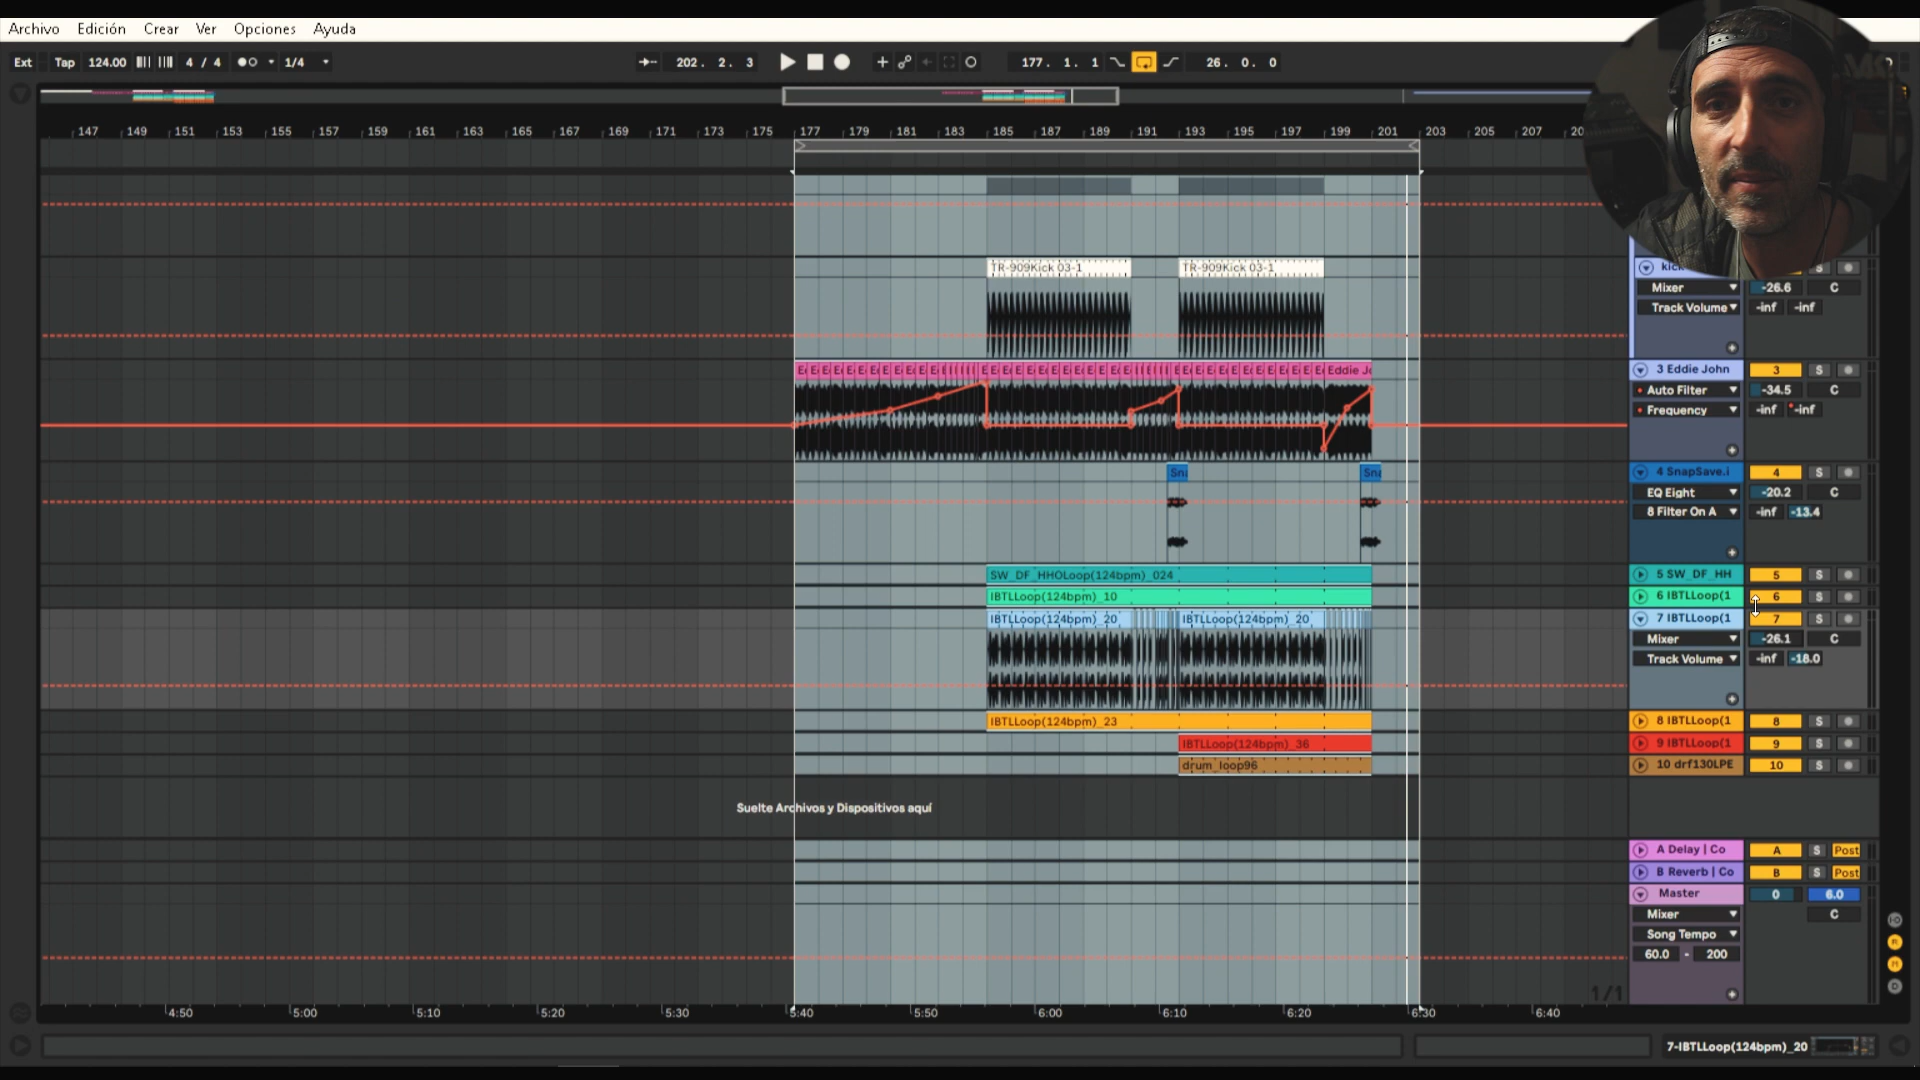 Archivo Edición Crear Ver Opciones Ayuda
Ext Tap 124.00 4 / 4 1/4 202. 2. 3 177. 1. 1 26. 0. 0
147 149 151 153 155 157 159 161 163 165 167 169 171 173 175 177 179 181 183 185 187 189 191 193 195 197 199 201 203 205 207
TR-909Kick 03-1 TR-909Kick 03-1
Mixer -26.6 C
Track Volume -inf -inf
Eddie Jo 3 Eddie John 3 S
Auto Filter -34.5 C
Frequency -inf -inf
Sna Sna 4 SnapSave.i 4 S
EQ Eight -20.2 C
8 Filter On A -inf -13.4
SW_DF_HHOLoop(124bpm)_024 5 SW_DF_HH 5 S
IBTLLoop(124bpm)_10 6 IBTLLoop(1 6 S
IBTLLoop(124bpm)_20 IBTLLoop(124bpm)_20 7 IBTLLoop(1 7 S
Mixer -26.1 C
Track Volume -inf -18.0
IBTLLoop(124bpm)_23 8 IBTLLoop(1 8 S
IBTLLoop(124bpm)_36 9 IBTLLoop(1 9 S
drum_loop96 10 drf130LPE 10 S
Suelte Archivos y Dispositivos aquí
A Delay | Co A S Post
B Reverb | Co B S Post
Master 0 6.0
Mixer C
Song Tempo
60.0 - 200
1/1
4:50 5:00 5:10 5:20 5:30 5:40 5:50 6:00 6:10 6:20 6:30 6:40
7-IBTLLoop(124bpm)_20